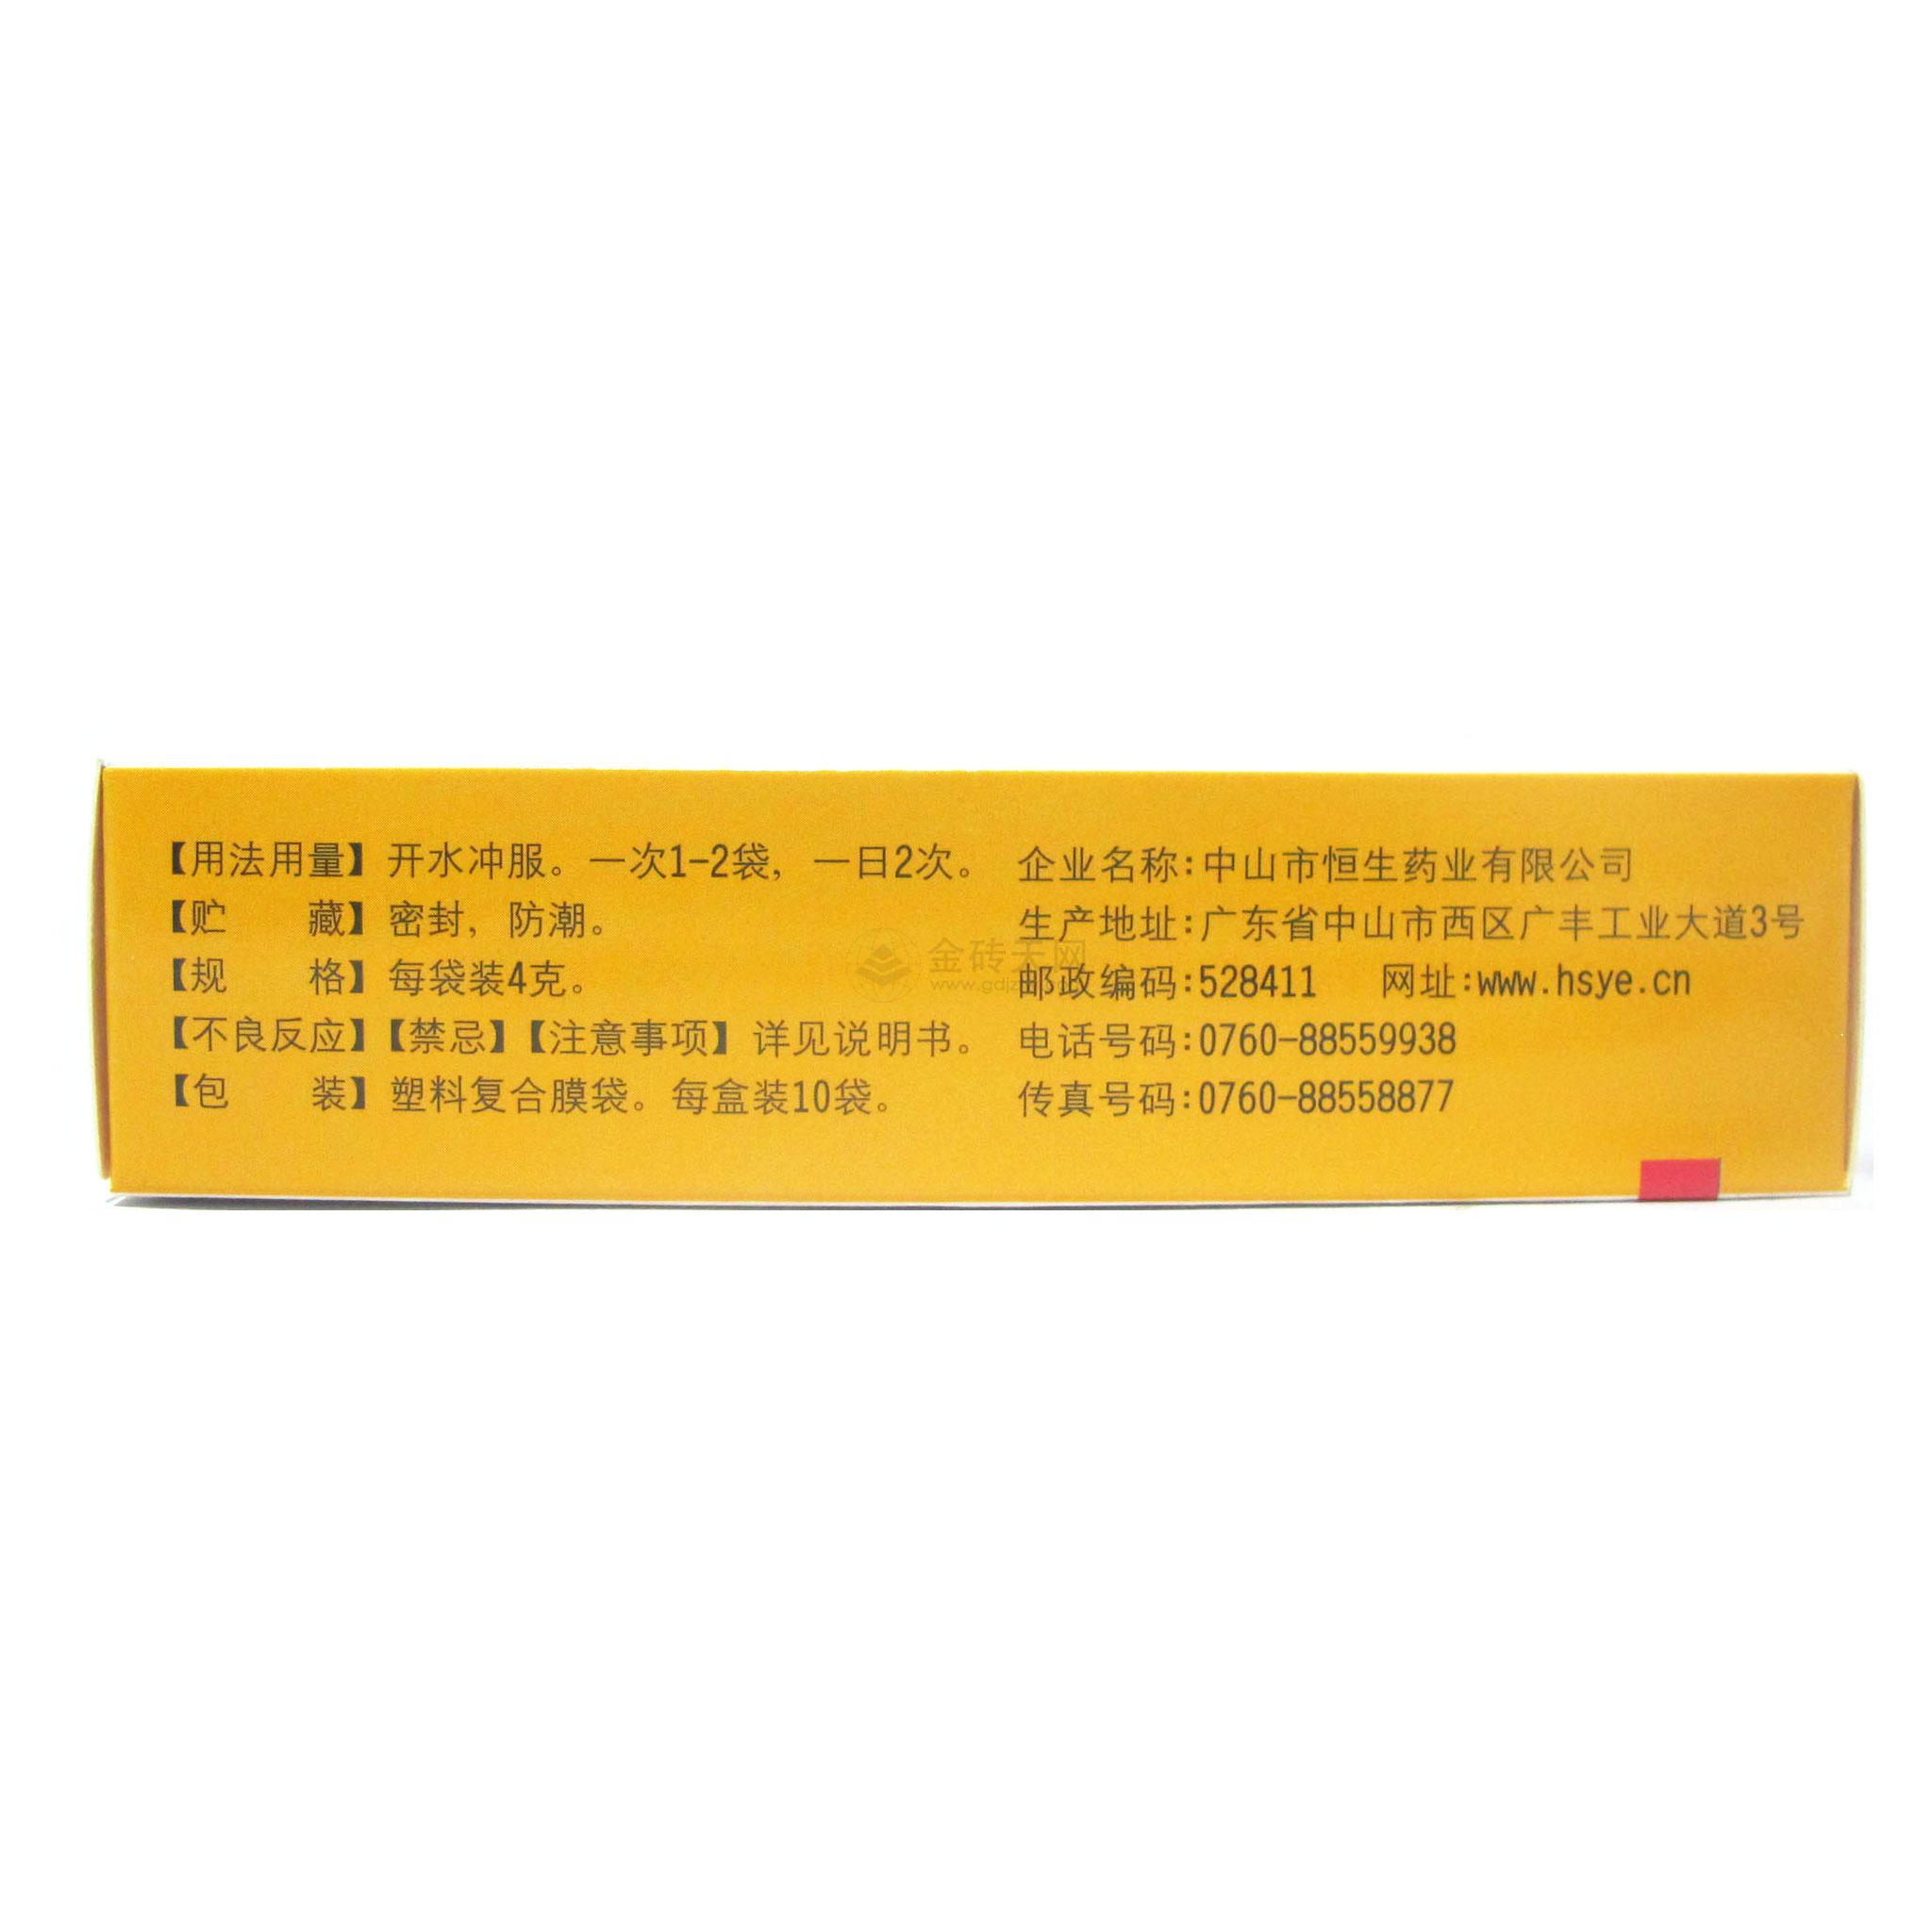 【用法用量】开水冲服。一次1-2袋，一日2次。
【贮 藏】密封，防潮。
【规 格】每袋装4克。
【不良反应】【禁忌】【注意事项】详见说明书。
【包 装】塑料复合膜袋。每盒装10袋。
企业名称:中山市恒生药业有限公司
生产地址:广东省中山市西区广丰工业大道3号
邮政编码:528411 网址:www.hsye.cn
电话号码:0760-88559938
传真号码:0760-88558877
金砖天网